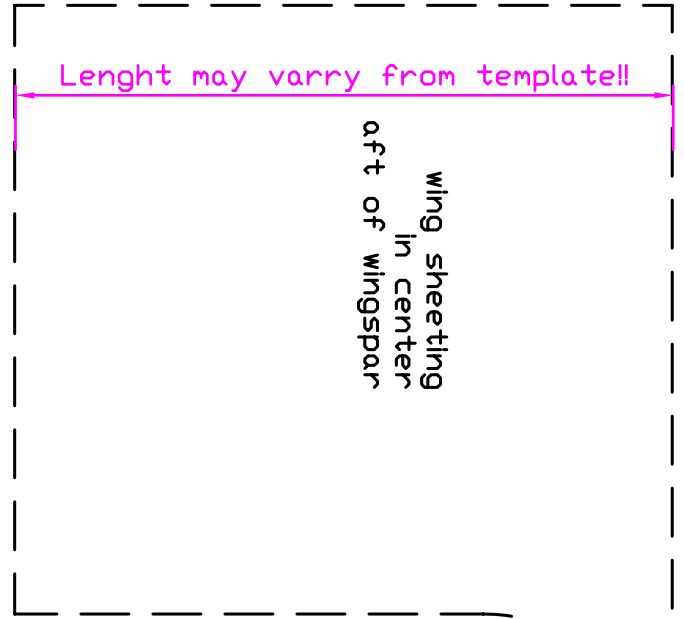 Lenght may varry from template!!
wing sheeting
in center
aft of wingspar